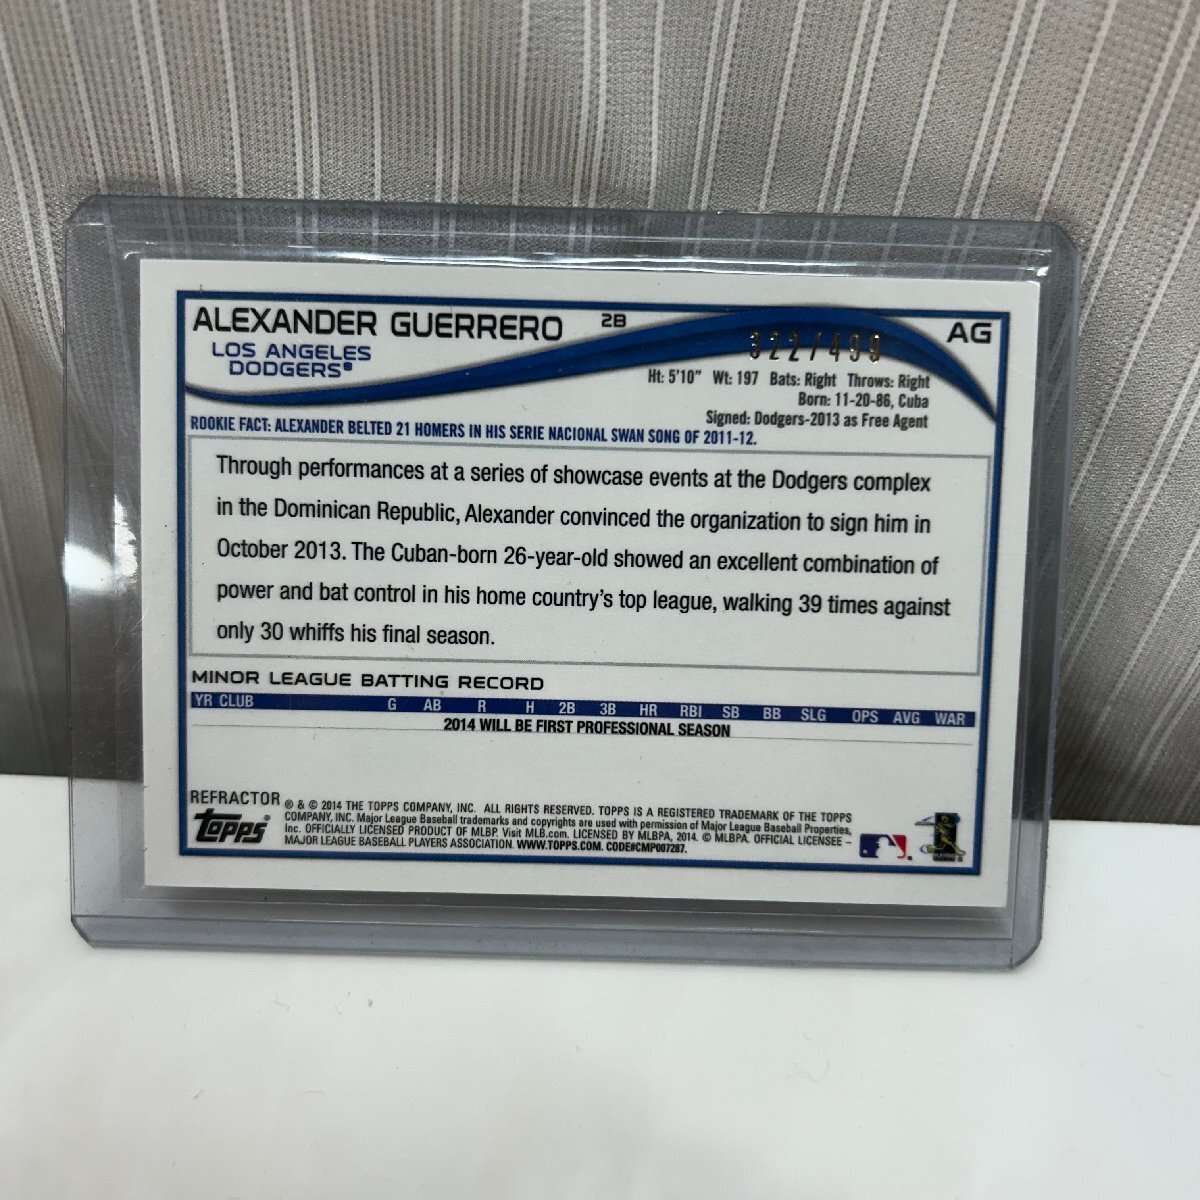 ALEXANDER GUERRERO 2B AG
LOS ANGELES
DODGERS®
322/499
Ht: 5'10" Wt: 197 Bats: Right Throws: Right
Born: 11-20-86, Cuba
Signed: Dodgers-2013 as Free Agent
ROOKIE FACT: ALEXANDER BELTED 21 HOMERS IN HIS SERIE NACIONAL SWAN SONG OF 2011-12.
Through performances at a series of showcase events at the Dodgers complex
in the Dominican Republic, Alexander convinced the organization to sign him in
October 2013. The Cuban-born 26-year-old showed an excellent combination of
power and bat control in his home country's top league, walking 39 times against
only 30 whiffs his final season.
MINOR LEAGUE BATTING RECORD
YR CLUB G AB R H 2B 3B HR RBI SB BB SLG OPS AVG WAR
2014 WILL BE FIRST PROFESSIONAL SEASON
REFRACTOR
Topps
® & © 2014 THE TOPPS COMPANY, INC. ALL RIGHTS RESERVED. TOPPS IS A REGISTERED TRADEMARK OF THE TOPPS
COMPANY, INC. Major League Baseball trademarks and copyrights are used with permission of Major League Baseball Properties,
Inc. OFFICIALLY LICENSED PRODUCT OF MLBP. Visit MLB.com. LICENSED BY MLBPA, 2014. © MLBPA. OFFICIAL LICENSEE –
MAJOR LEAGUE BASEBALL PLAYERS ASSOCIATION. WWW.TOPPS.COM. CODE#CMP007287.